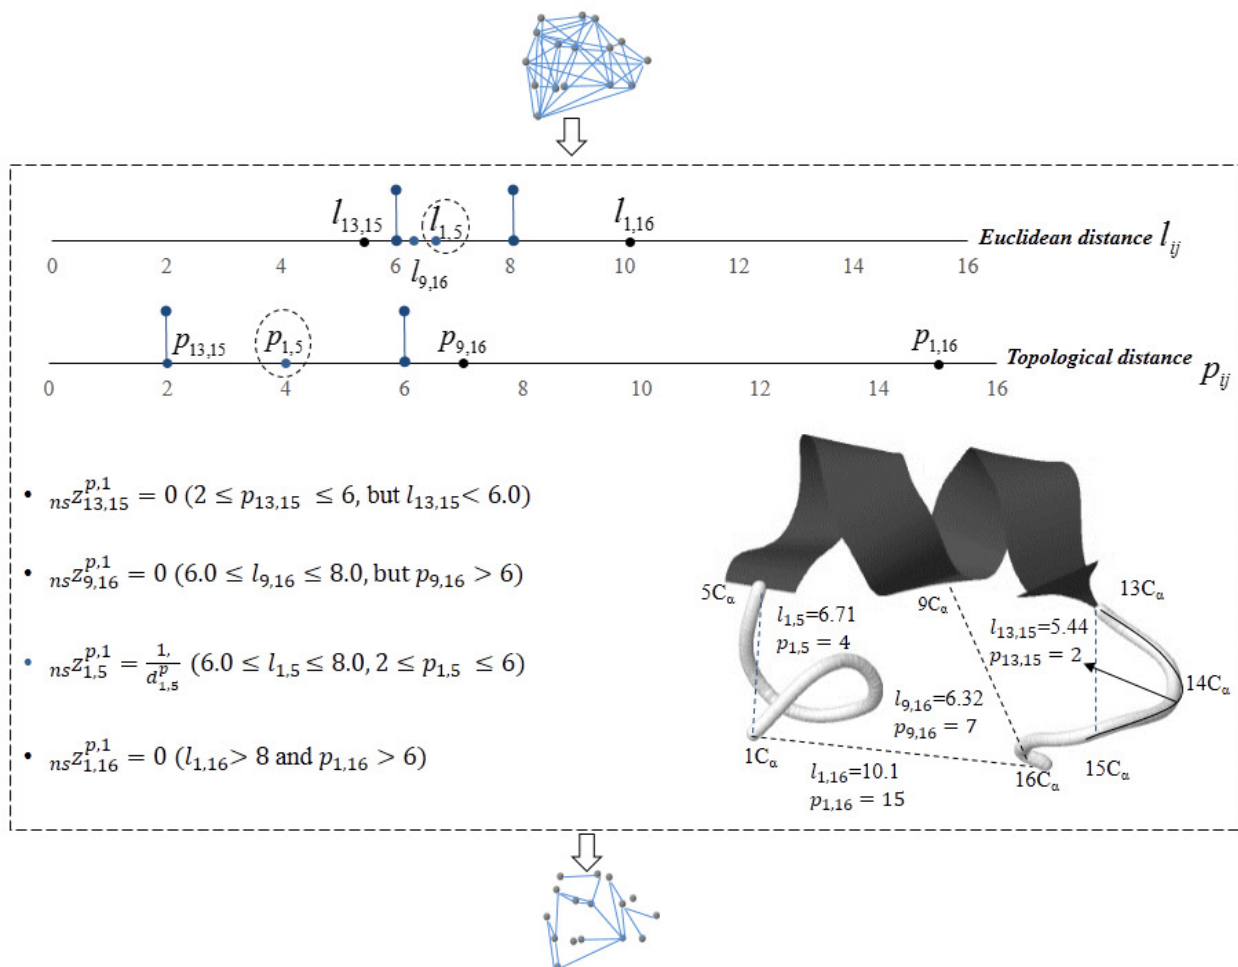 l13,15 l1,5 l1,16
Euclidean distance lij
0 2 4 6 8 10 12 14 16
l9,16
p13,15 p1,5 p9,16 p1,16
Topological distance pij
0 2 4 6 8 10 12 14 16
• nsz^{p,1}_{13,15} = 0 (2 ≤ p13,15 ≤ 6, but l13,15< 6.0)
• nsz^{p,1}_{9,16} = 0 (6.0 ≤ l9,16 ≤ 8.0, but p9,16 > 6)
• nsz^{p,1}_{1,5} = 1, / d^{p}_{1,5} (6.0 ≤ l1,5 ≤ 8.0, 2 ≤ p1,5 ≤ 6)
• nsz^{p,1}_{1,16} = 0 (l1,16> 8 and p1,16 > 6)
5Cα
9Cα
13Cα
l1,5=6.71
p1,5 = 4
l13,15=5.44
p13,15 = 2
14Cα
l9,16=6.32
p9,16 = 7
1Cα
15Cα
16Cα
l1,16=10.1
p1,16 = 15